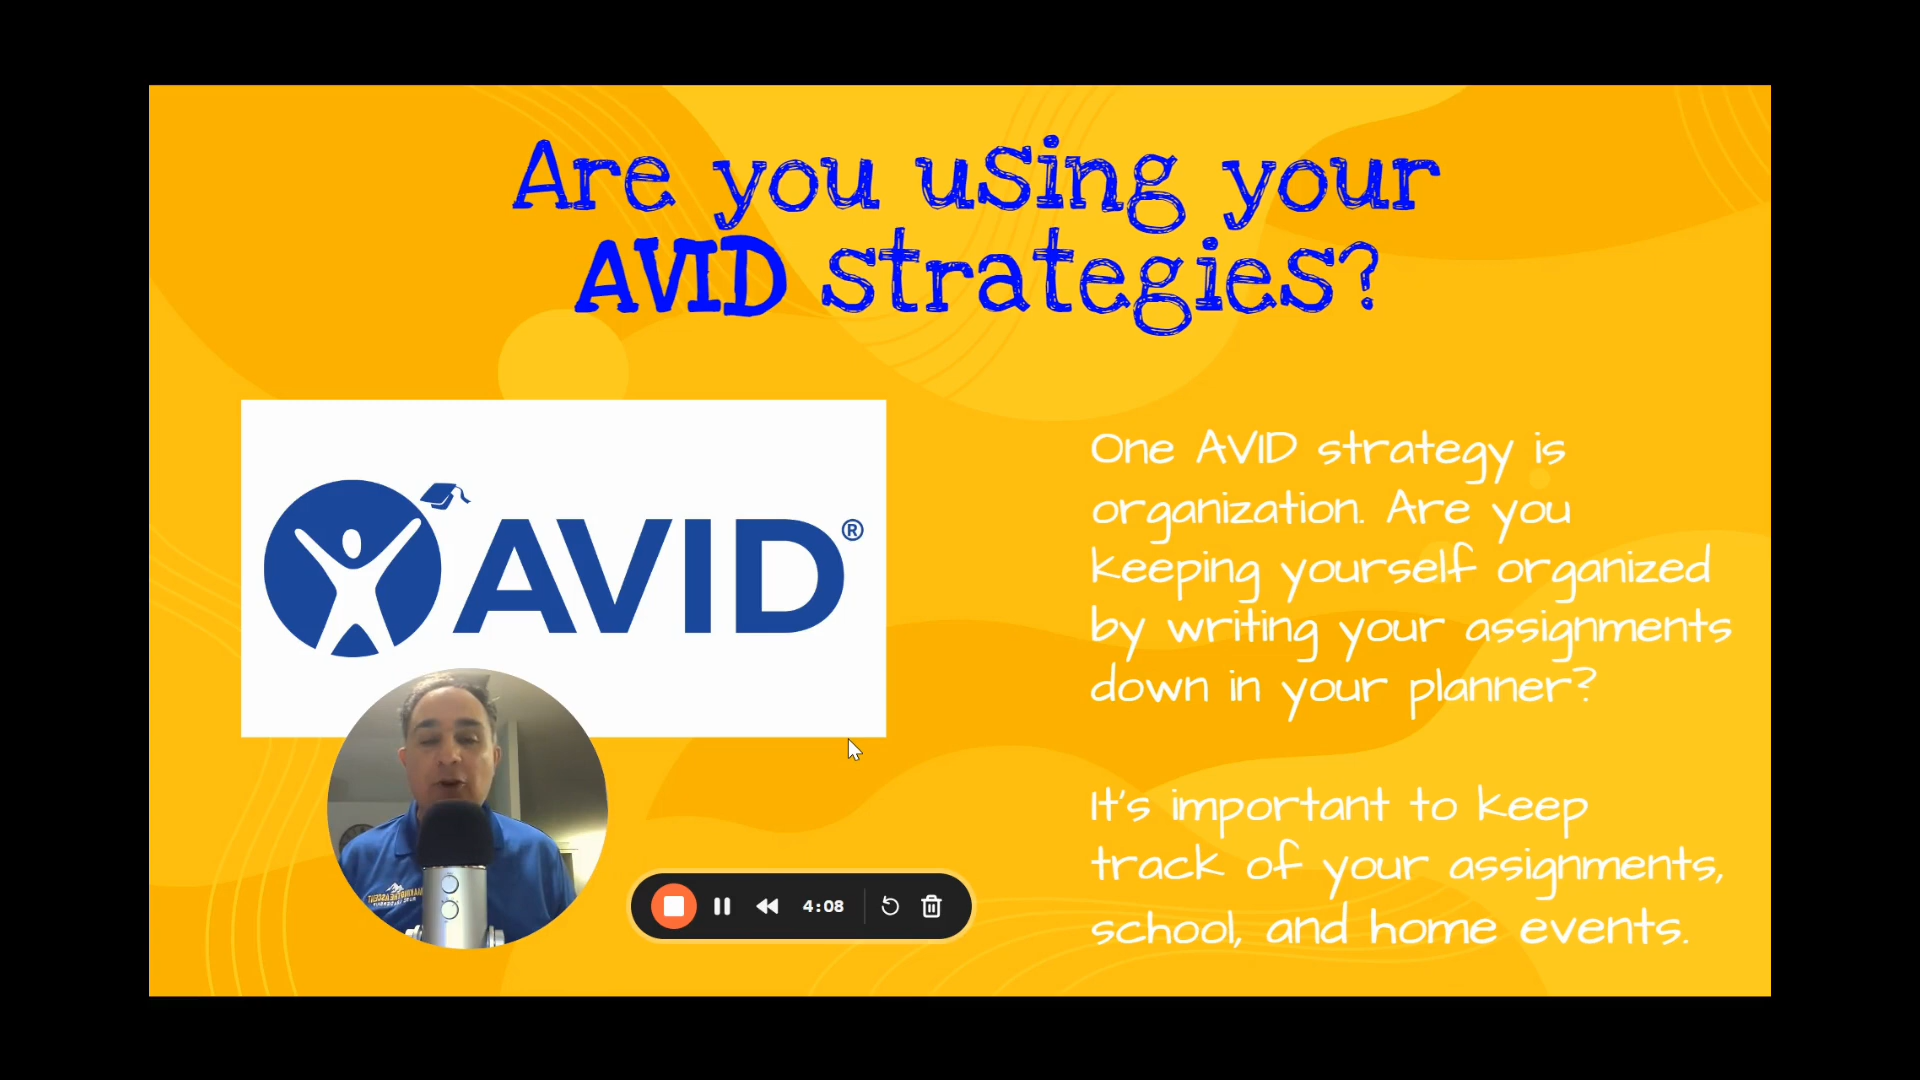 Are you using your
AVID strategies?
AVID®
One AVID strategy is
organization. Are you
keeping yourself organized
by writing your assignments
down in your planner?
It's important to keep
track of your assignments,
school, and home events.
4:08